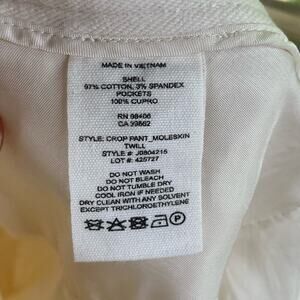 MADE IN VIETNAM
SHELL
97% COTTON, 3% SPANDEX
POCKETS
100% CUPRO
RN 98406
CA 39562
STYLE: CROP PANT_MOLESKIN
TWILL
STYLE #: J0804215
LOT #: 425727
DO NOT WASH
DO NOT BLEACH
DO NOT TUMBLE DRY
COOL IRON IF NEEDED
DRY CLEAN WITH ANY SOLVENT
EXCEPT TRICHLOROETHYLENE
P